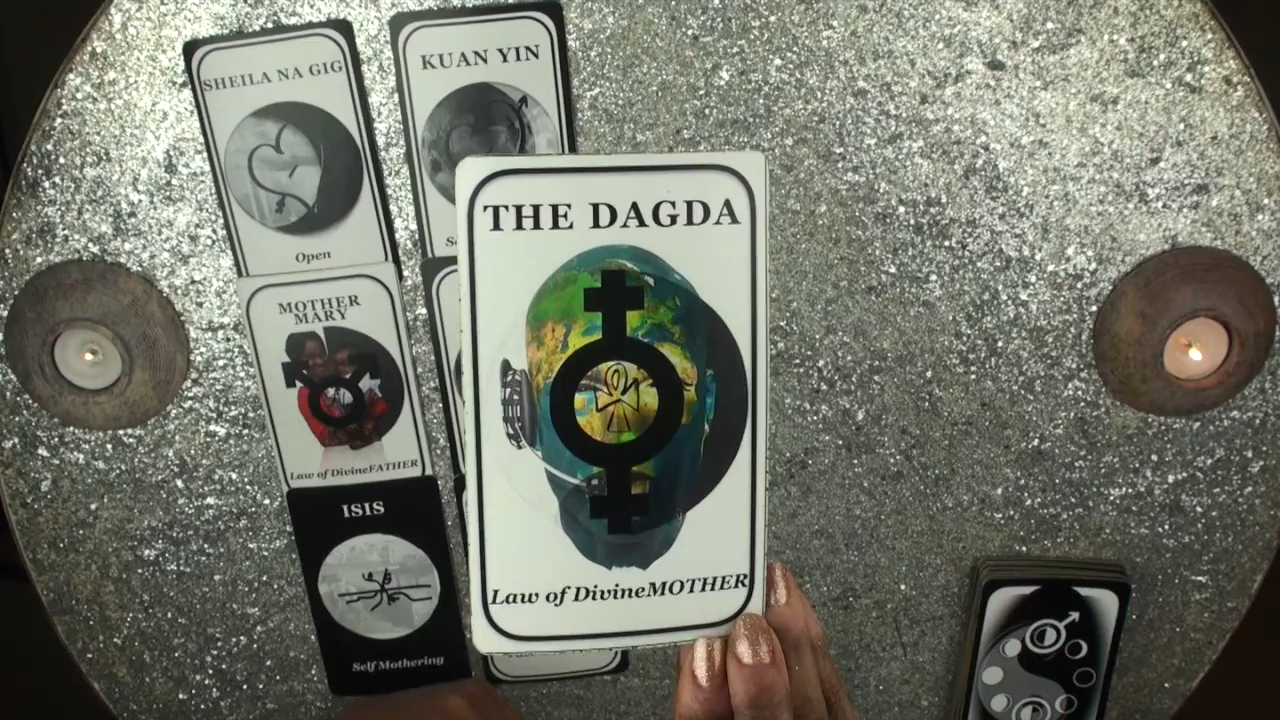 SHEILA NA GIG
Open
KUAN YIN
MOTHER
MARY
Law of DivineFATHER
ISIS
Self Mothering
THE DAGDA
Law of DivineMOTHER